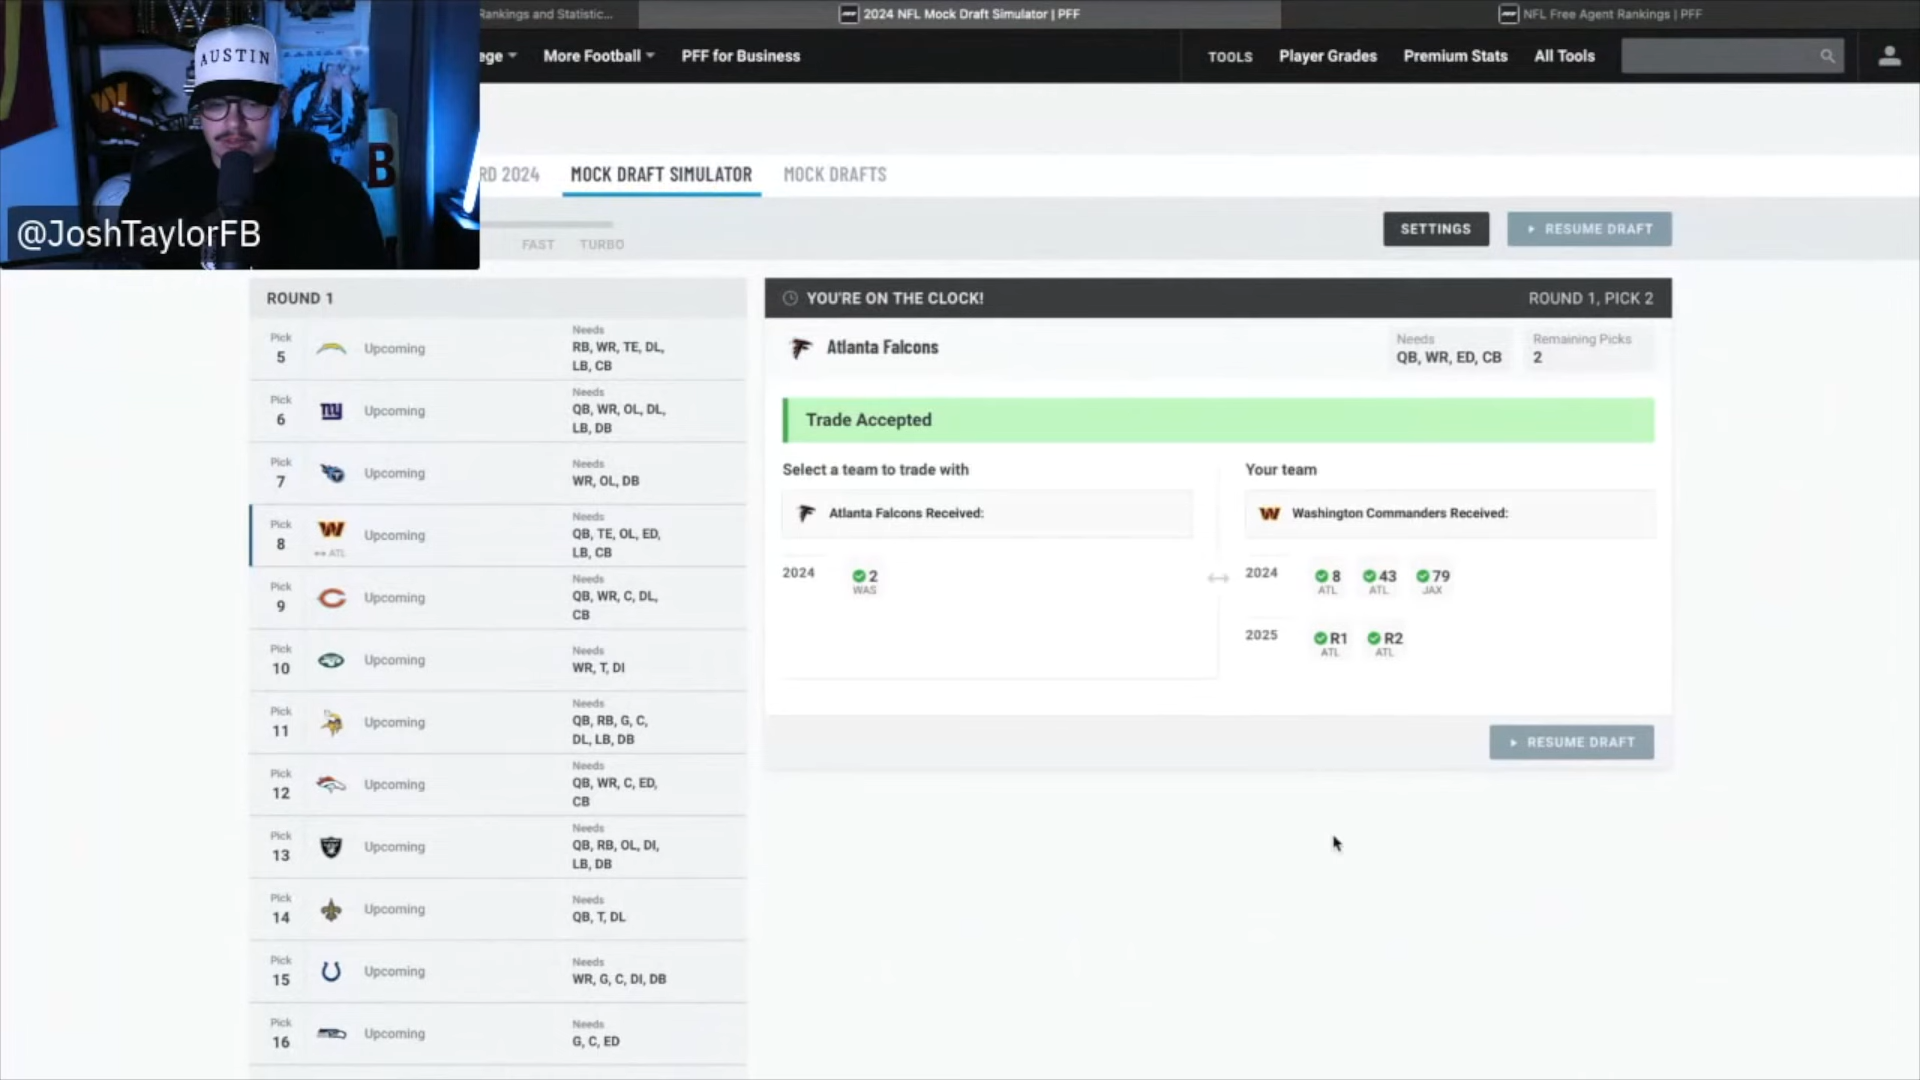 Rankings and Statistic...
2024 NFL Mock Draft Simulator | PFF
NFL Free Agent Rankings | PFF
AUSTIN
B
@JoshTaylorFB
ege
More Football
PFF for Business
TOOLS
Player Grades
Premium Stats
All Tools
RD 2024
MOCK DRAFT SIMULATOR
MOCK DRAFTS
FAST
TURBO
SETTINGS
RESUME DRAFT
ROUND 1
Pick
5
Upcoming
Needs
RB, WR, TE, DL,
LB, CB
Pick
6
ny
Upcoming
Needs
QB, WR, OL, DL,
LB, DB
Pick
7
Upcoming
Needs
WR, OL, DB
Pick
8
W
ATL
Upcoming
Needs
QB, TE, OL, ED,
LB, CB
Pick
9
Upcoming
Needs
QB, WR, C, DL,
CB
Pick
10
Upcoming
Needs
WR, T, DI
Pick
11
Upcoming
Needs
QB, RB, G, C,
DL, LB, DB
Pick
12
Upcoming
Needs
QB, WR, C, ED,
CB
Pick
13
Upcoming
Needs
QB, RB, OL, DI,
LB, DB
Pick
14
Upcoming
Needs
QB, T, DL
Pick
15
Upcoming
Needs
WR, G, C, DI, DB
Pick
16
Upcoming
Needs
G, C, ED
YOU'RE ON THE CLOCK!
ROUND 1, PICK 2
Atlanta Falcons
Needs
QB, WR, ED, CB
Remaining Picks
2
Trade Accepted
Select a team to trade with
Atlanta Falcons Received:
2024
2
WAS
Your team
W Washington Commanders Received:
2024
8 43 79
ATL ATL JAX
2025
R1 R2
ATL ATL
RESUME DRAFT